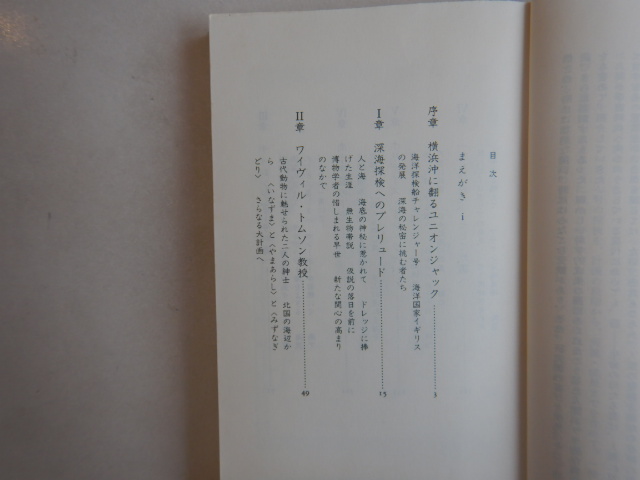 目次
まえがき・i
序章 横浜沖に翻るユニオンジャック……3
海洋探検船チャレンジャー号 海洋国家イギリス
の発展 深海の秘密に挑む者たち
I章 深海探検へのプレリュード……15
人と海 海底の神秘に惹かれて ドレッジに捧
げた生涯 無生物帯説 仮説の落日を前に
博物学者の惜しまれる早世 新たな関心の高まり
のなかで
II章 ワイヴィル・トムソン教授……49
古代動物に魅せられた二人の紳士 北国の海辺か
ら 〈いなずま〉と〈やまあらし〉と〈みずなぎ
どり〉 さらなる大計画へ